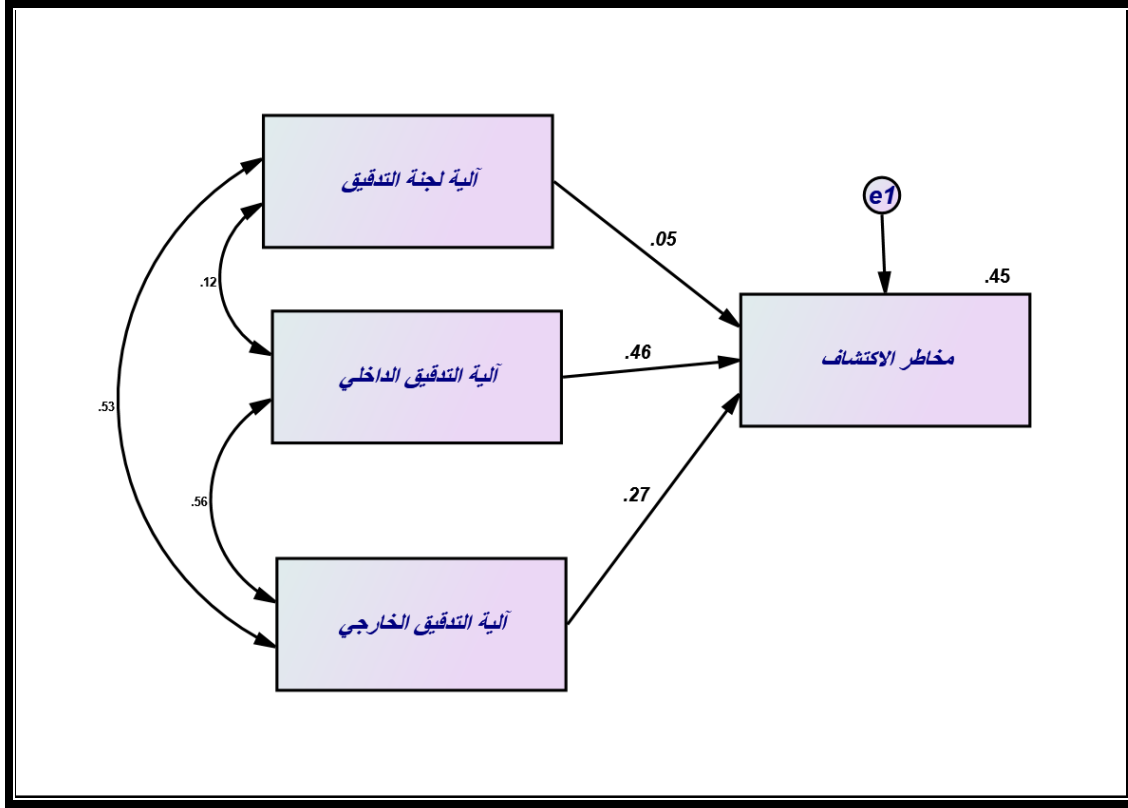 آلية لجنة التدقيق
e1
.05
.45
.12
مخاطر الاكتشاف
.46
آلية التدقيق الداخلي
.53
.56
.27
آلية التدقيق الخارجي